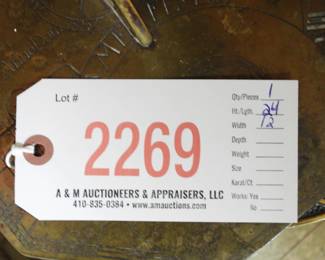 Lot #
2269
A & M AUCTIONEERS & APPRAISERS, LLC
410-835-0384 • www.amauctions.com
Qty/Pieces 1
Ht./Lgth. 24
Width 12
Depth
Weight
Size
Karat/Ct
Works: Yes
No